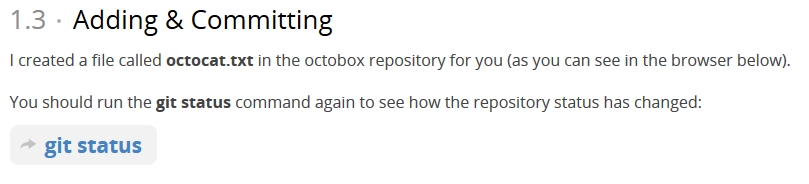 1.3 · Adding & Committing
I created a file called octocat.txt in the octobox repository for you (as you can see in the browser below).
You should run the git status command again to see how the repository status has changed:
git status